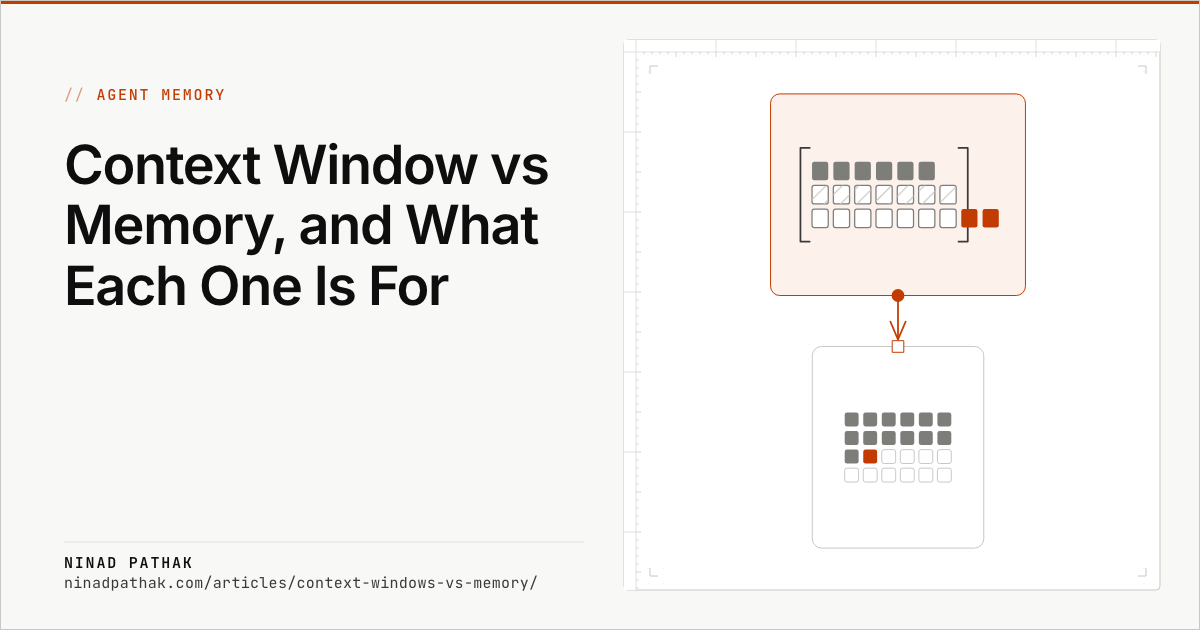 // AGENT MEMORY
Context Window vs
Memory, and What
Each One Is For
NINAD PATHAK
ninadpathak.com/articles/context-windows-vs-memory/